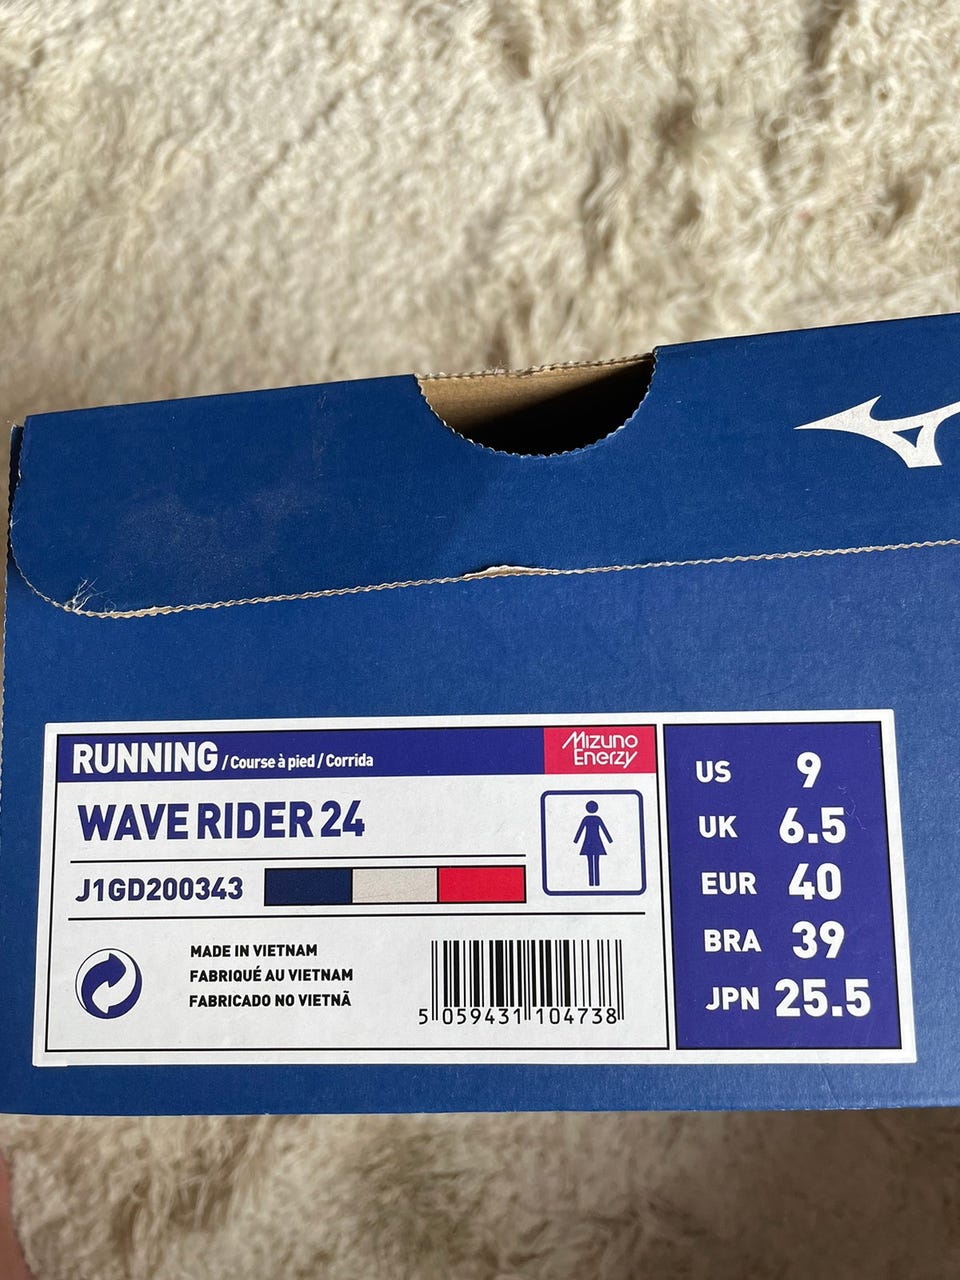 RUNNING / Course à pied / Corrida
Mizuno
Enerzy
WAVE RIDER 24
J1GD200343
MADE IN VIETNAM
FABRIQUÉ AU VIETNAM
FABRICADO NO VIETNÃ
5 059431 104738
US 9
UK 6.5
EUR 40
BRA 39
JPN 25.5